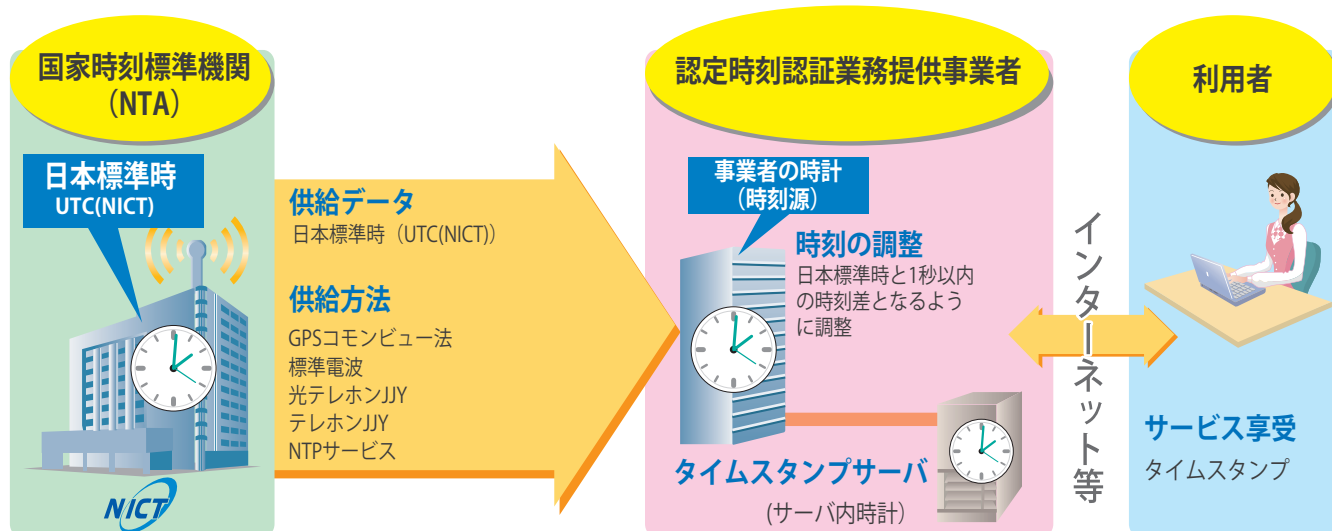 国家時刻標準機関
（NTA）
日本標準時
UTC(NICT)
NICT
供給データ
日本標準時（UTC(NICT)）
供給方法
GPSコモンビュー法
標準電波
光テレホンJJY
テレホンJJY
NTPサービス
認定時刻認証業務提供事業者
事業者の時計
（時刻源）
時刻の調整
日本標準時と1秒以内
の時刻差となるよう
に調整
タイムスタンプサーバ
(サーバ内時計）
インターネット等
利用者
サービス享受
タイムスタンプ